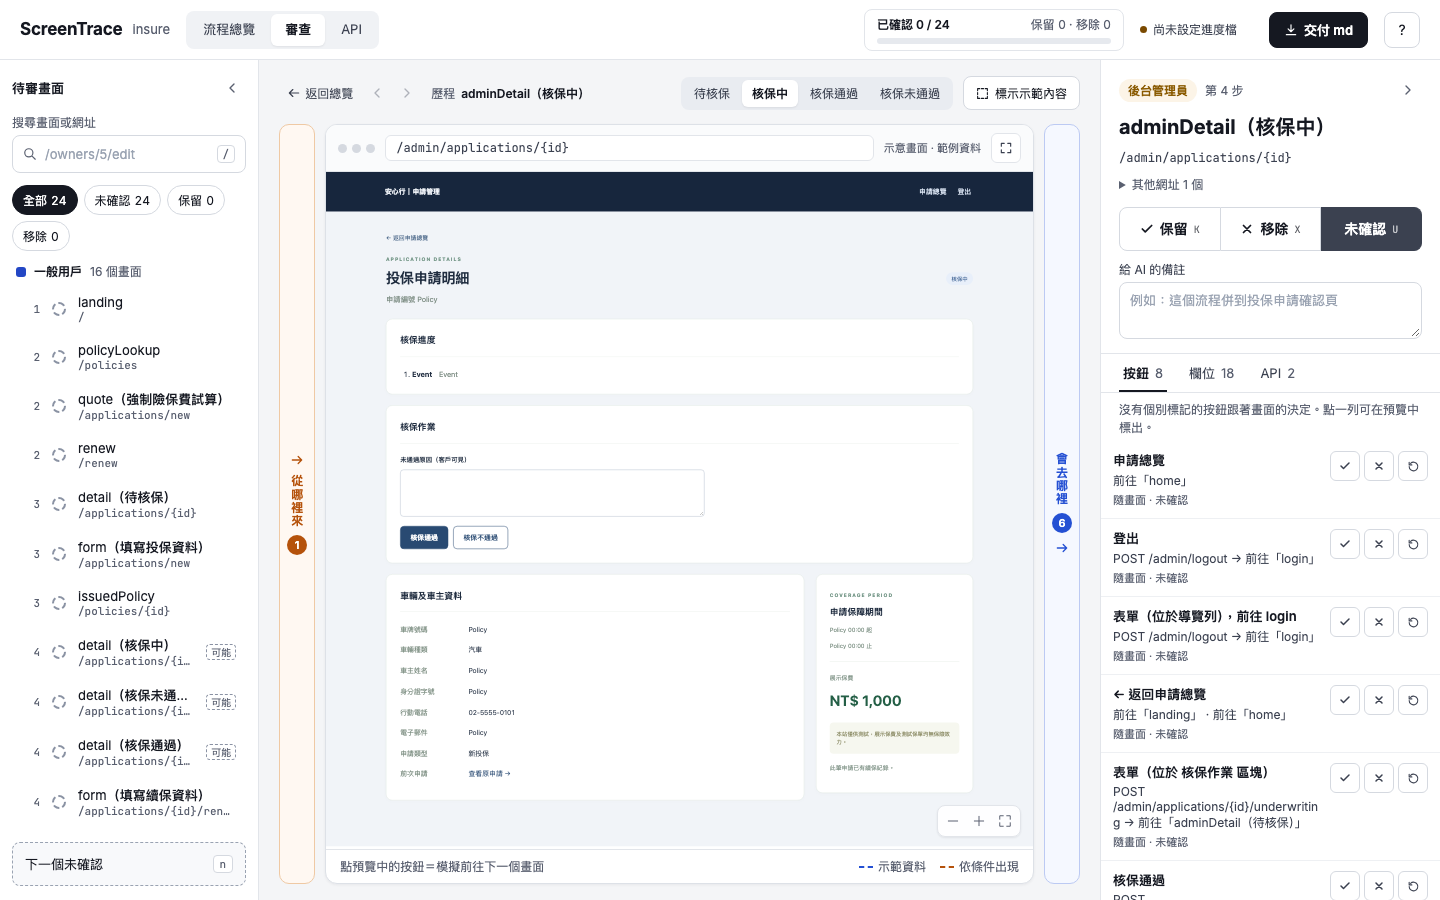 ScreenTrace insure 流程總覽 審查 API
已確認 0 / 24 保留 0 · 移除 0
尚未設定進度檔
交付 md
?
待審畫面
搜尋畫面或網址
/owners/5/edit /
全部 24 未確認 24 保留 0
移除 0
一般用戶 16 個畫面
1 landing
/
2 policyLookup
/policies
2 quote（強制險保費試算）
/applications/new
2 renew
/renew
3 detail（待核保）
/applications/{id}
3 form（填寫投保資料）
/applications/new
3 issuedPolicy
/policies/{id}
4 detail（核保中）
/applications/{i… 可能
4 detail（核保未通…
/applications/{i… 可能
4 detail（核保通過）
/applications/{i… 可能
4 form（填寫續保資料）
/applications/{id}/ren…
下一個未確認 n
← 返回總覽 歷程 adminDetail（核保中）
待核保 核保中 核保通過 核保未通過
標示示範內容
→ 從哪裡來 1
/admin/applications/{id}
示意畫面 · 範例資料
安心行 | 申請管理 申請總覽 登出
← 返回申請總覽
APPLICATION DETAILS
投保申請明細 核保中
申請編號 Policy
核保進度
1. Event Event
核保作業
未通過原因（客戶可見）
核保通過 核保不通過
車輛及車主資料
車牌號碼 Policy
車輛種類 汽車
車主姓名 Policy
身分證字號 Policy
行動電話 02-5555-0101
電子郵件 Policy
申請類型 新投保
前次申請 查看原申請 →
COVERAGE PERIOD
申請保障期間
Policy 00:00 起
Policy 00:00 止
展示保費
NT$ 1,000
本站僅供測試，展示保費及測試保單均無保險效
力。
此筆申請已有續保紀錄。
點預覽中的按鈕＝模擬前往下一個畫面
示範資料 依條件出現
會去哪裡 6 →
後台管理員 第 4 步
adminDetail（核保中）
/admin/applications/{id}
▶ 其他網址 1 個
保留 K 移除 X 未確認 U
給 AI 的備註
例如：這個流程併到投保申請確認頁
按鈕 8 欄位 18 API 2
沒有個別標記的按鈕跟著畫面的決定。點一列可在預覽中
標出。
申請總覽
前往「home」
隨畫面 · 未確認
登出
POST /admin/logout → 前往「login」
隨畫面 · 未確認
表單（位於導覽列），前往 login
POST /admin/logout → 前往「login」
隨畫面 · 未確認
← 返回申請總覽
前往「landing」 · 前往「home」
隨畫面 · 未確認
表單（位於 核保作業 區塊）
POST
/admin/applications/{id}/underwritin
g → 前往「adminDetail（待核保）」
隨畫面 · 未確認
核保通過
POST